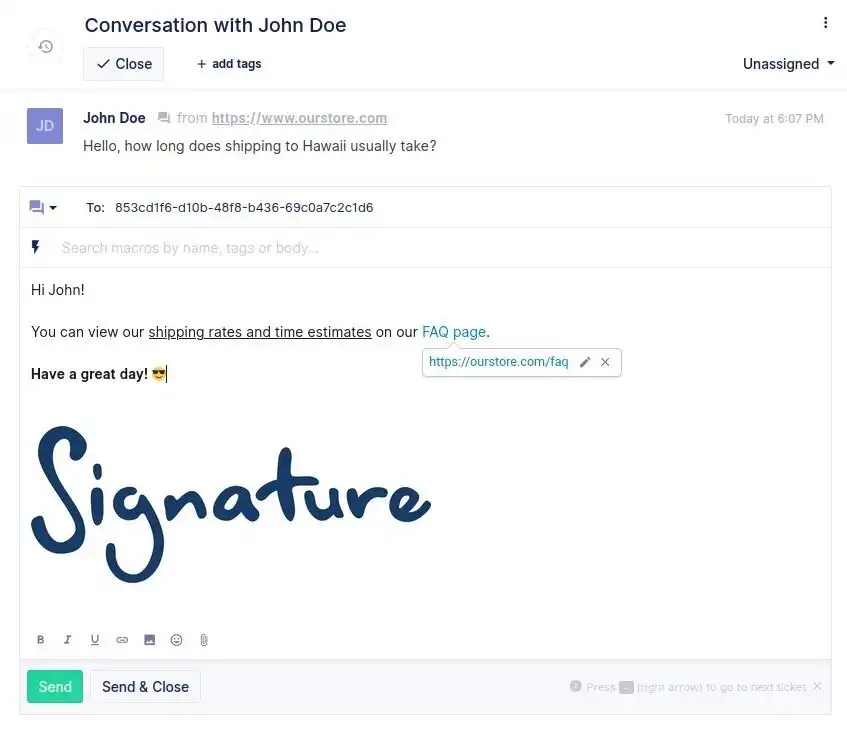 Conversation with John Doe
Close + add tags Unassigned
JD John Doe from https://www.ourstore.com Today at 6:07 PM
Hello, how long does shipping to Hawaii usually take?
To: 853cd1f6-d10b-48f8-b436-69c0a7c2c1d6
Search macros by name, tags or body...
Hi John!
You can view our shipping rates and time estimates on our FAQ page.
https://ourstore.com/faq
Have a great day! 😎
Signature
B I U
Send Send & Close Press → (right arrow) to go to next ticket